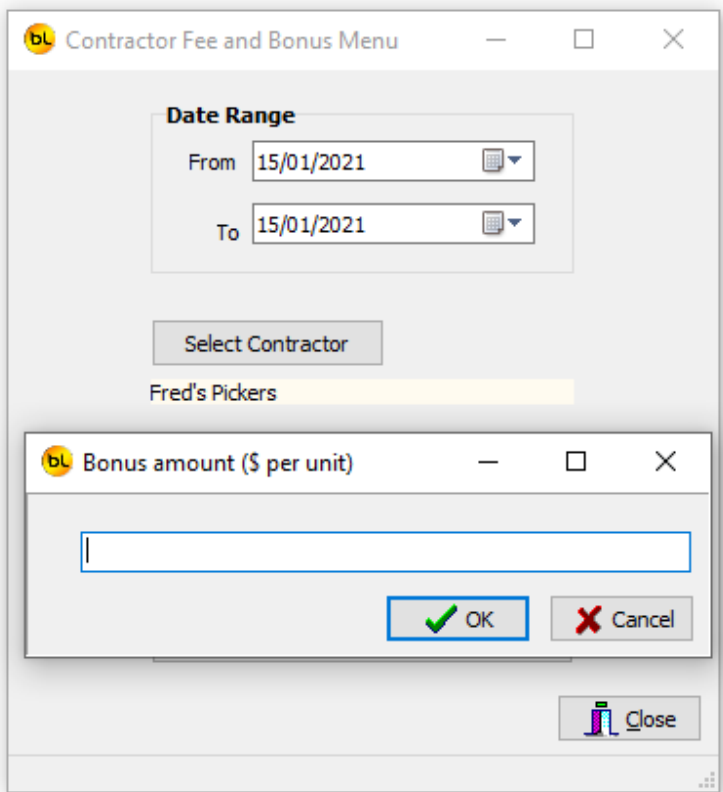 bL Contractor Fee and Bonus Menu
Date Range
From 15/01/2021
To 15/01/2021
Select Contractor
Fred's Pickers
bL Bonus amount ($ per unit)
OK Cancel
Close